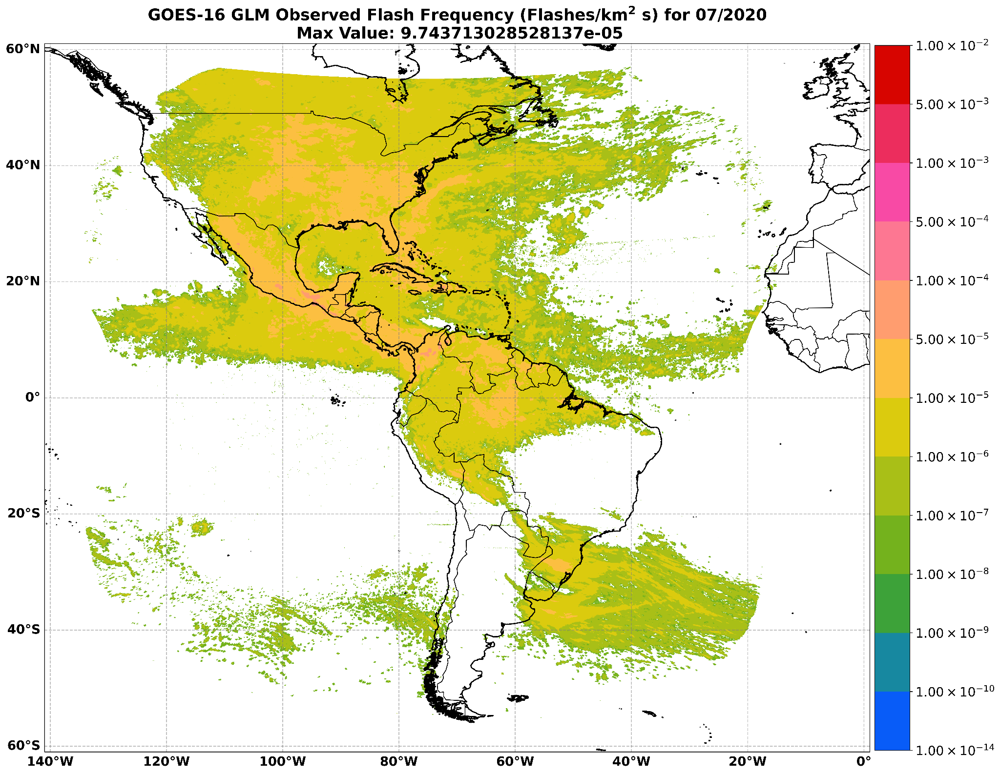 GOES-16 GLM Observed Flash Frequency (Flashes/km² s) for 07/2020
Max Value: 9.743713028528137e-05
60°N
40°N
20°N
0°
20°S
40°S
60°S
140°W 120°W 100°W 80°W 60°W 40°W 20°W 0°
1.00 × 10⁻²
5.00 × 10⁻³
1.00 × 10⁻³
5.00 × 10⁻⁴
1.00 × 10⁻⁴
5.00 × 10⁻⁵
1.00 × 10⁻⁵
1.00 × 10⁻⁶
1.00 × 10⁻⁷
1.00 × 10⁻⁸
1.00 × 10⁻⁹
1.00 × 10⁻¹⁰
1.00 × 10⁻¹⁴